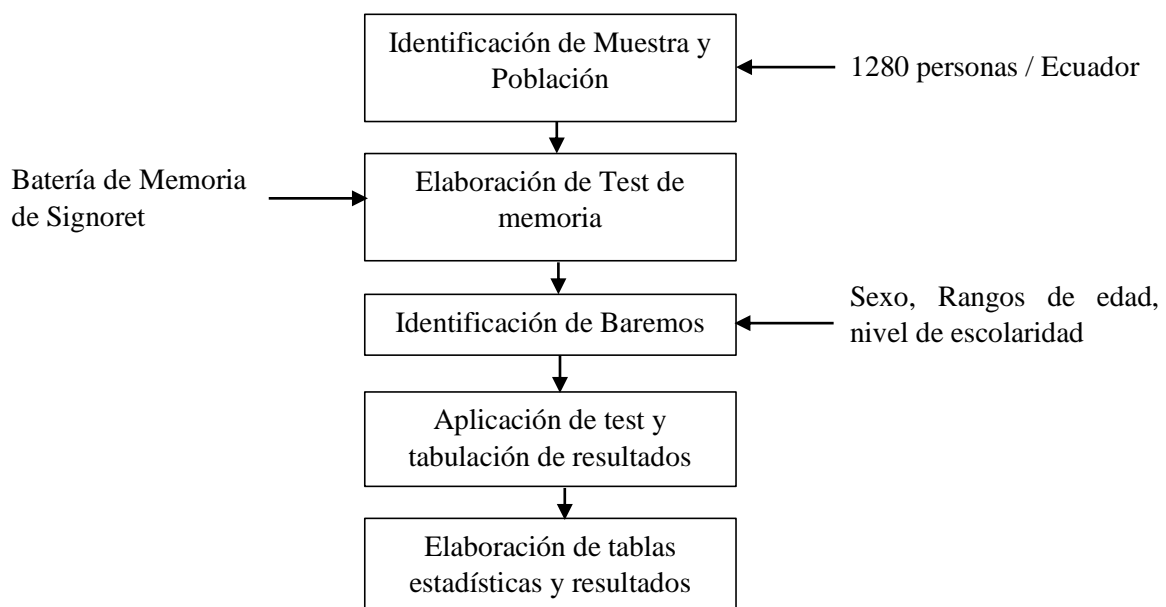 Identificación de Muestra y
Población
1280 personas / Ecuador
Batería de Memoria
de Signoret
Elaboración de Test de
memoria
Identificación de Baremos
Sexo, Rangos de edad,
nivel de escolaridad
Aplicación de test y
tabulación de resultados
Elaboración de tablas
estadísticas y resultados